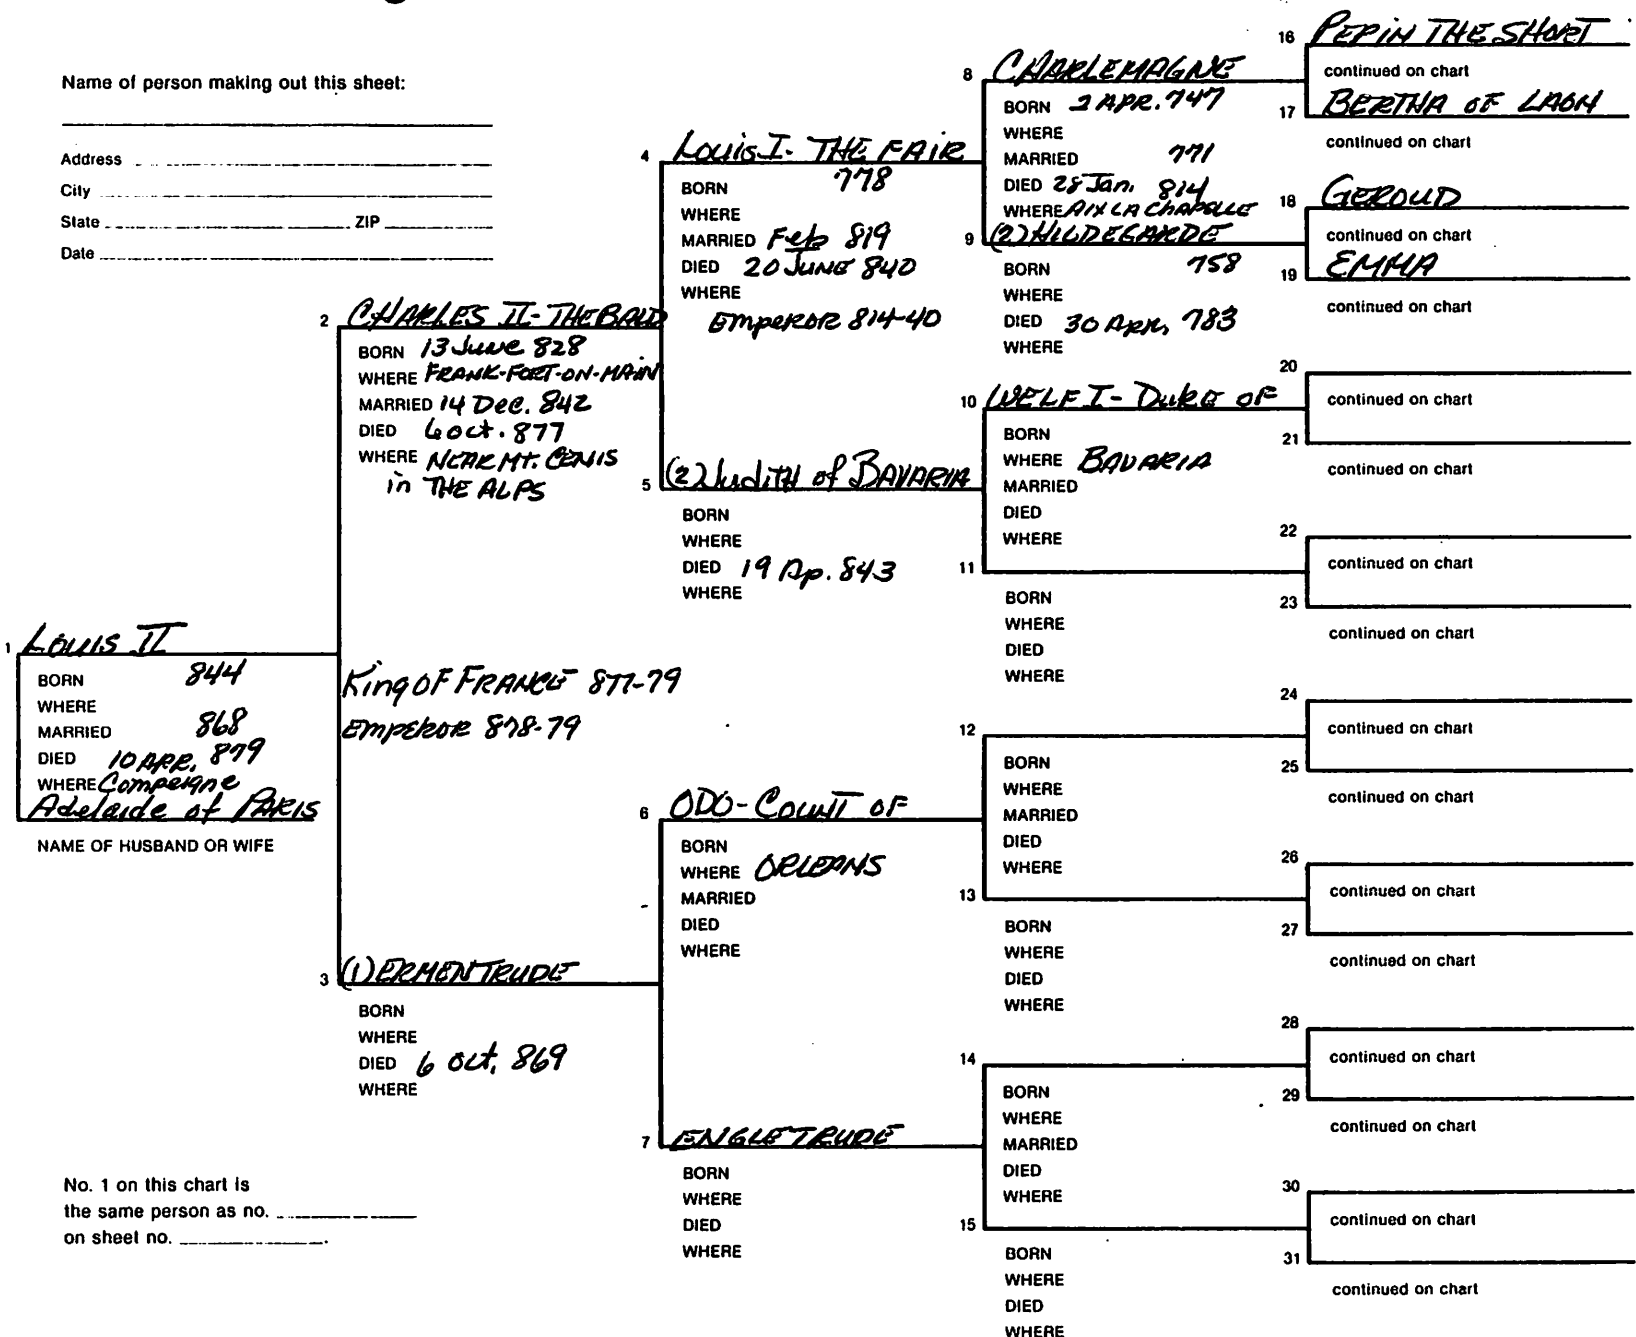 Name of person making out this sheet:
Address
City
State ZIP
Date
1 LOUIS II
BORN 844
WHERE
MARRIED 868
DIED 10 APR. 879
WHERE Compeigne
Adelaide of PARIS
NAME OF HUSBAND OR WIFE
King OF FRANCE 877-79
EMPEROR 878-79
No. 1 on this chart is
the same person as no.
on sheet no. .
2 CHARLES II - THE BALD
BORN 13 June 828
WHERE FRANK-FORT-ON-MAIN
MARRIED 14 Dec. 842
DIED 6 Oct. 877
WHERE NEAR MT. CENIS
in THE ALPS
3 (1) ERMENTRUDE
BORN
WHERE
DIED 6 Oct, 869
WHERE
4 LOUIS I - THE FAIR
BORN 778
WHERE
MARRIED Feb 819
DIED 20 JUNE 840
WHERE
EMPEROR 814-40
5 (2) Judith of BAVARIA
BORN
WHERE
DIED 19 Ap. 843
WHERE
6 ODO - COUNT OF
BORN
WHERE ORLEANS
MARRIED
DIED
WHERE
7 ENGLETRUDE
BORN
WHERE
DIED
WHERE
8 CHARLEMAGNE
BORN 2 APR. 747
WHERE
MARRIED 771
DIED 28 Jan. 814
WHERE AIX LA CHAPELLE
9 (2) HILDEGARDE
BORN 758
WHERE
DIED 30 APR, 783
WHERE
10 WELF I - DUKE OF
BORN
WHERE BAVARIA
MARRIED
DIED
WHERE
11
BORN
WHERE
DIED
WHERE
12
BORN
WHERE
MARRIED
DIED
WHERE
13
BORN
WHERE
DIED
WHERE
14
BORN
WHERE
MARRIED
DIED
WHERE
15
BORN
WHERE
DIED
WHERE
16 PEPIN THE SHORT
continued on chart
17 BERTHA OF LAON
continued on chart
18 GEROUD
continued on chart
19 EMMA
continued on chart
20
continued on chart
21
continued on chart
22
continued on chart
23
continued on chart
24
continued on chart
25
continued on chart
26
continued on chart
27
continued on chart
28
continued on chart
29
continued on chart
30
continued on chart
31
continued on chart